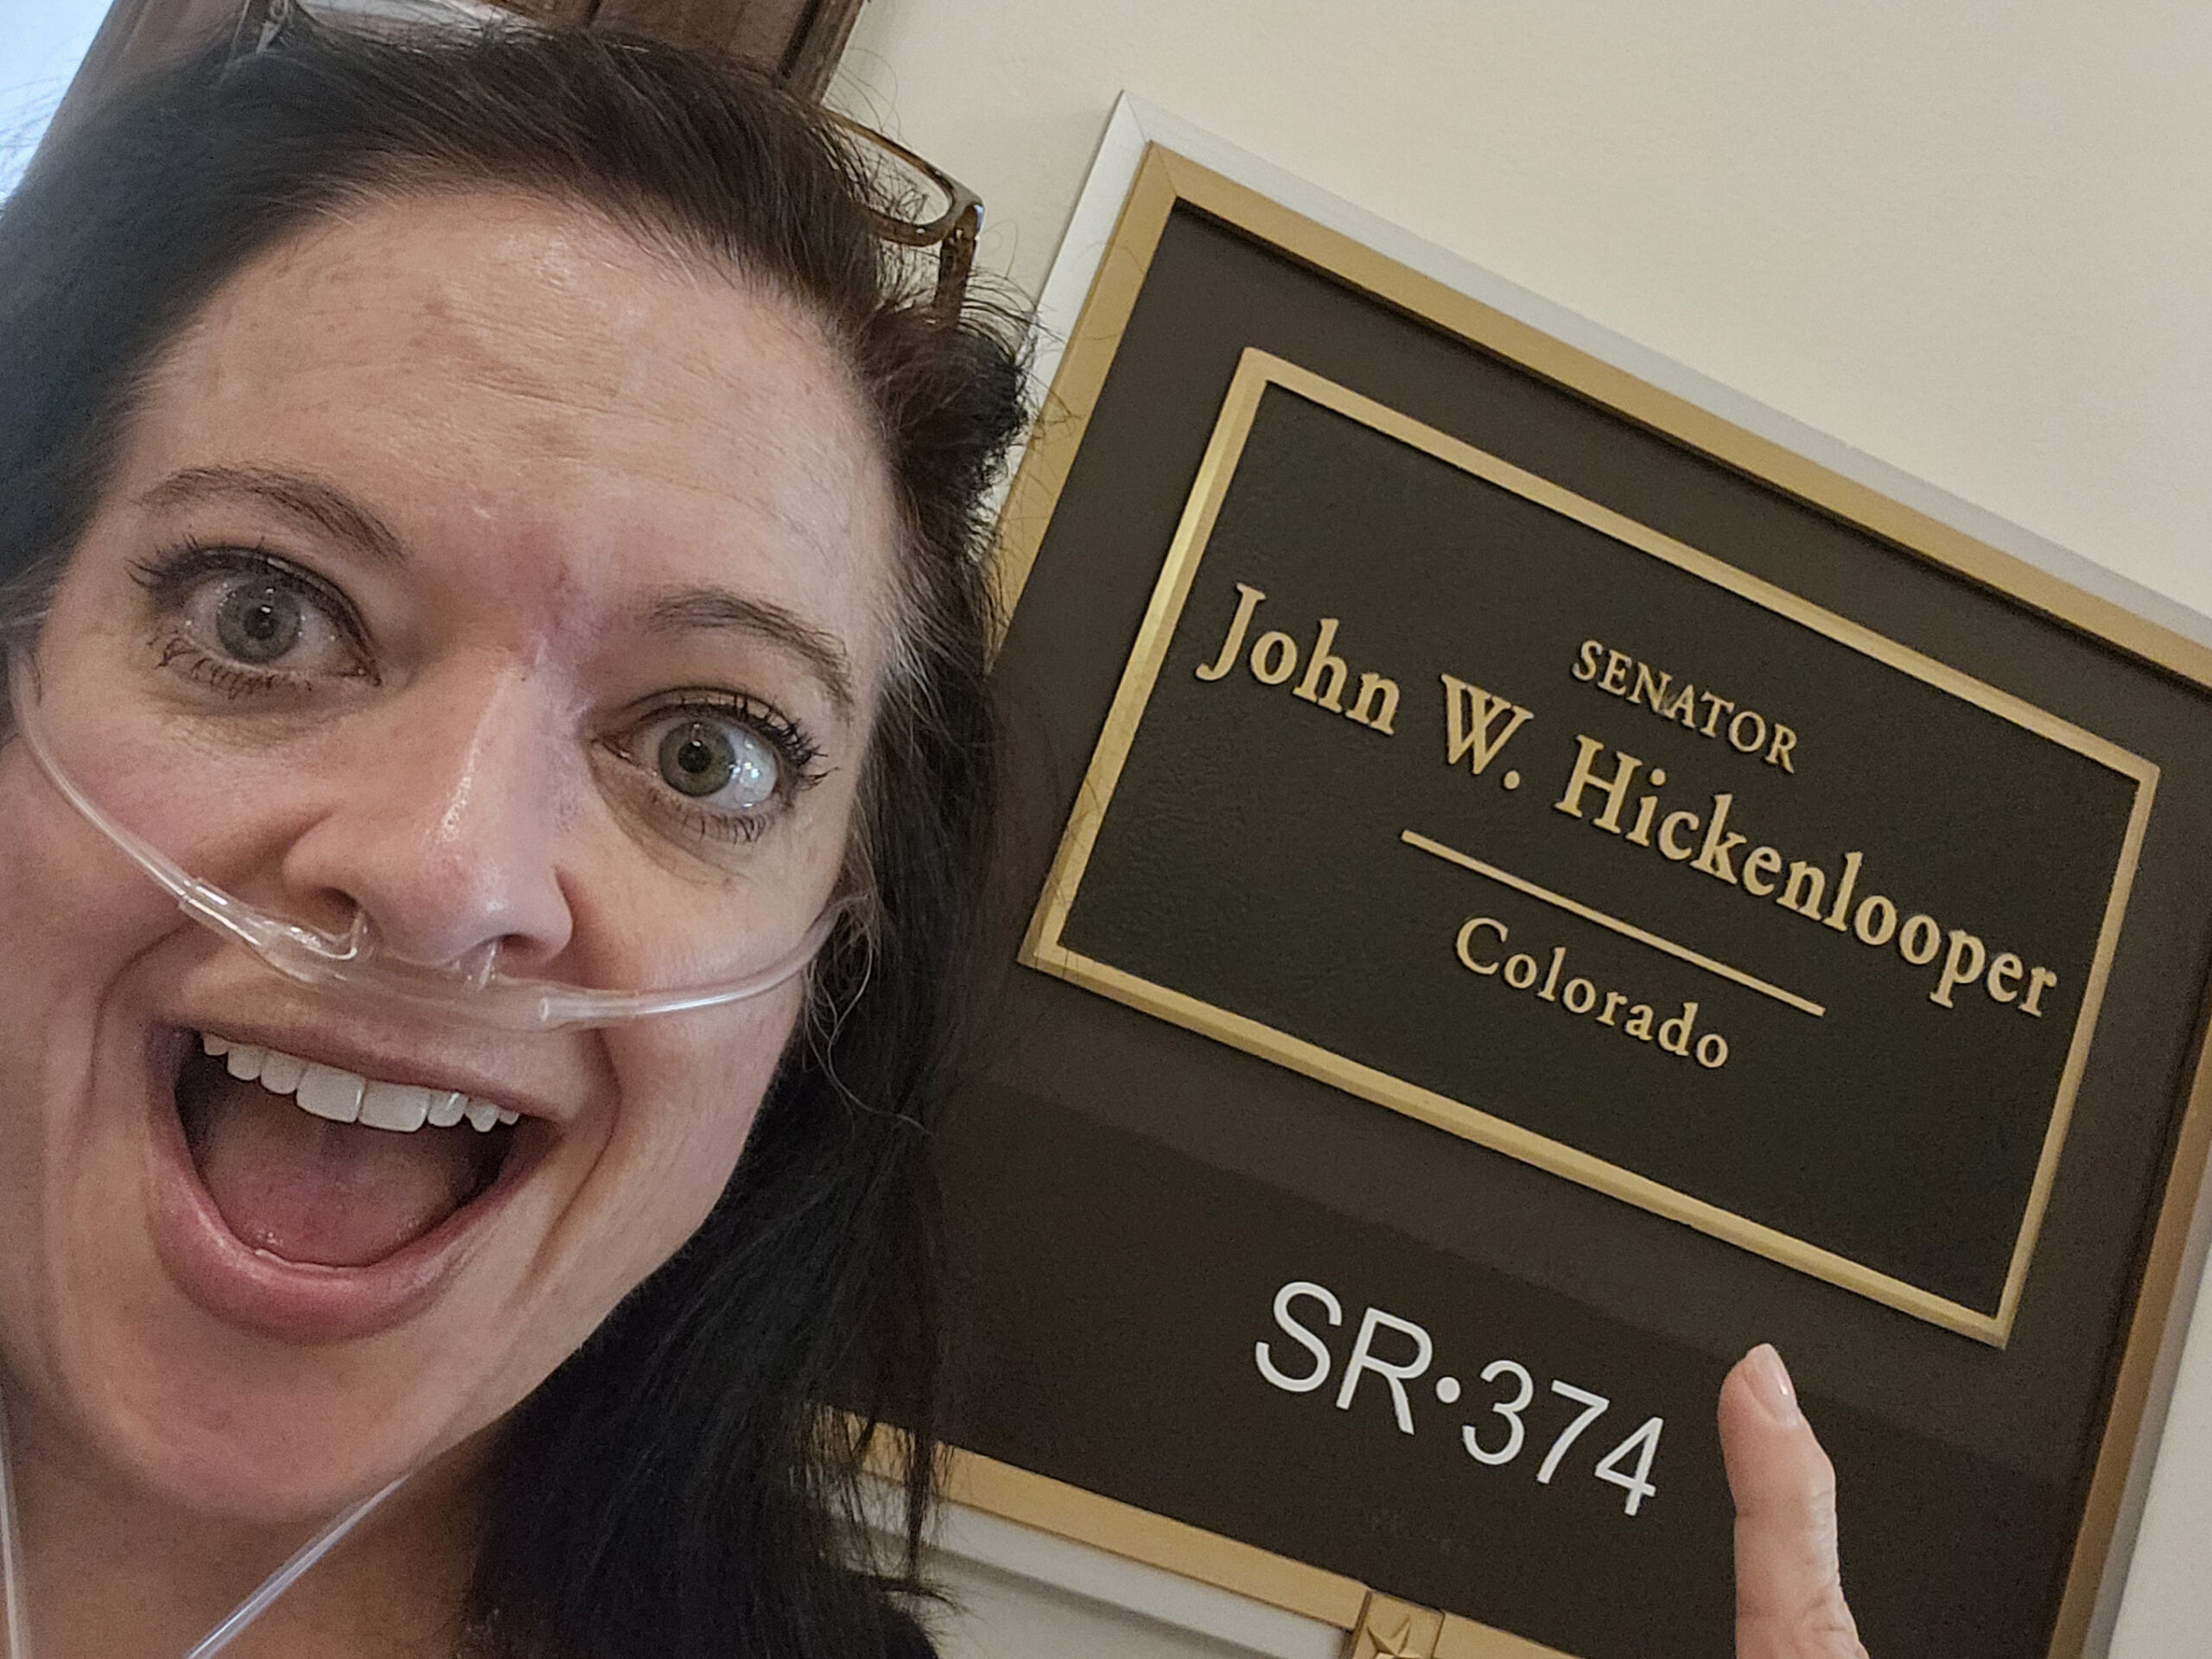 SENATOR
John W. Hickenlooper
Colorado
SR•374